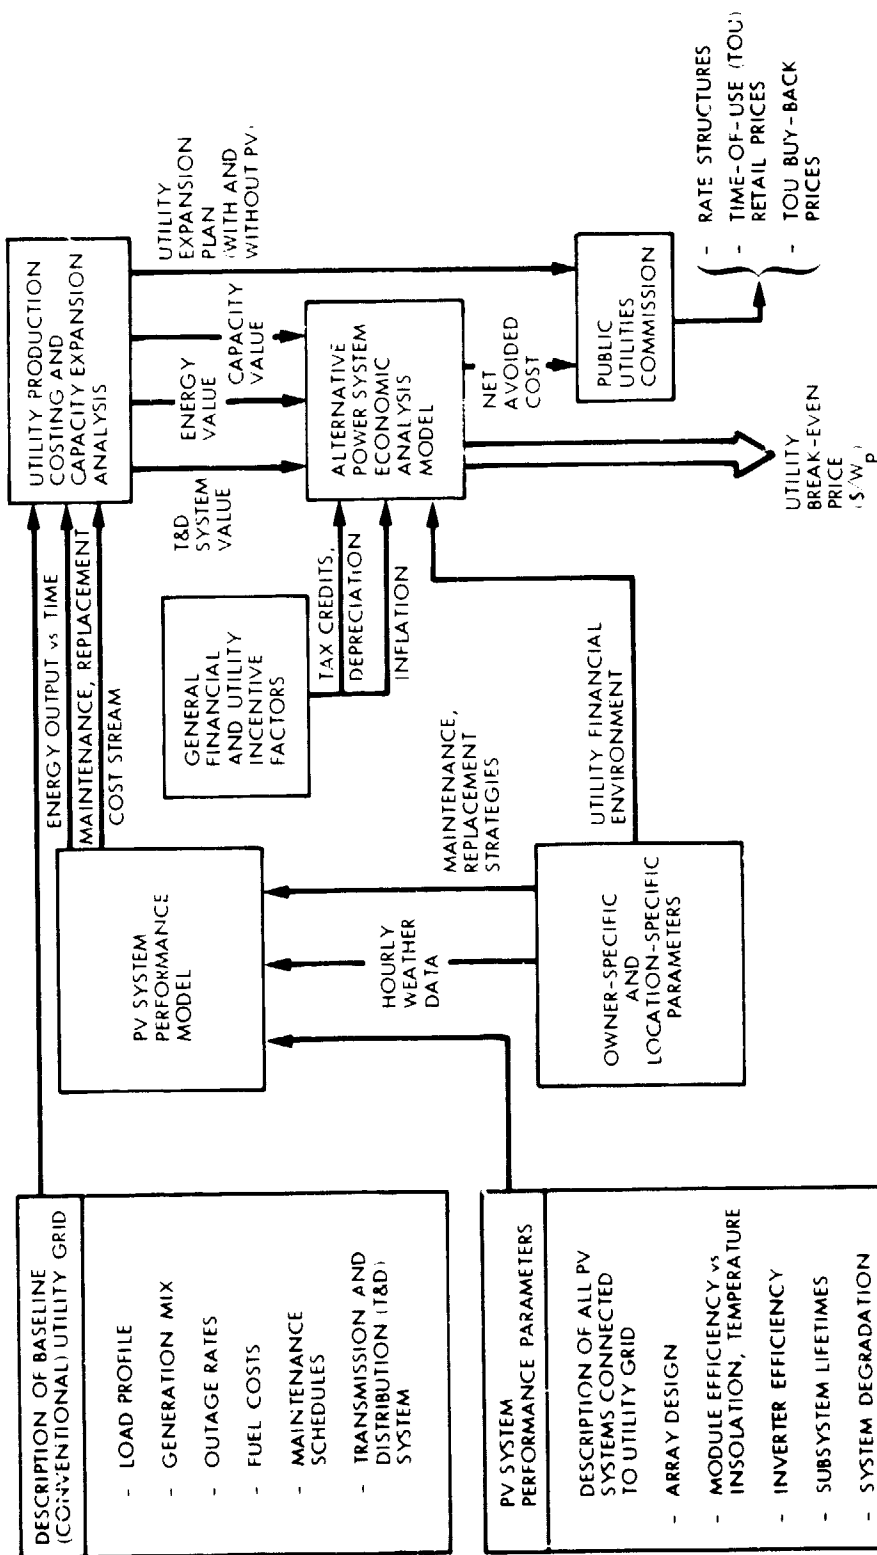 DESCRIPTION OF BASELINE
(CONVENTIONAL) UTILITY GRID
- LOAD PROFILE
- GENERATION MIX
- OUTAGE RATES
- FUEL COSTS
- MAINTENANCE
SCHEDULES
- TRANSMISSION AND
DISTRIBUTION (T&D)
SYSTEM
PV SYSTEM
PERFORMANCE PARAMETERS
DESCRIPTION OF ALL PV
SYSTEMS CONNECTED
TO UTILITY GRID
- ARRAY DESIGN
- MODULE EFFICIENCY vs
INSOLATION, TEMPERATURE
- INVERTER EFFICIENCY
- SUBSYSTEM LIFETIMES
- SYSTEM DEGRADATION
PV SYSTEM
PERFORMANCE
MODEL
HOURLY
WEATHER
DATA
MAINTENANCE,
REPLACEMENT
STRATEGIES
OWNER-SPECIFIC
AND
LOCATION-SPECIFIC
PARAMETERS
ENERGY OUTPUT vs TIME
MAINTENANCE, REPLACEMENT
COST STREAM
GENERAL
FINANCIAL
AND UTILITY
INCENTIVE
FACTORS
TAX CREDITS,
DEPRECIATION
INFLATION
UTILITY FINANCIAL
ENVIRONMENT
UTILITY PRODUCTION
COSTING AND
CAPACITY EXPANSION
ANALYSIS
T&D
SYSTEM
VALUE
ENERGY
VALUE
CAPACITY
VALUE
UTILITY
EXPANSION
PLAN
(WITH AND
WITHOUT PV)
ALTERNATIVE
POWER SYSTEM
ECONOMIC
ANALYSIS
MODEL
NET
AVOIDED
COST
PUBLIC
UTILITIES
COMMISSION
UTILITY
BREAK-EVEN
PRICE
($/Wp)
- RATE STRUCTURES
- TIME-OF-USE (TOU)
RETAIL PRICES
- TOU BUY-BACK
PRICES